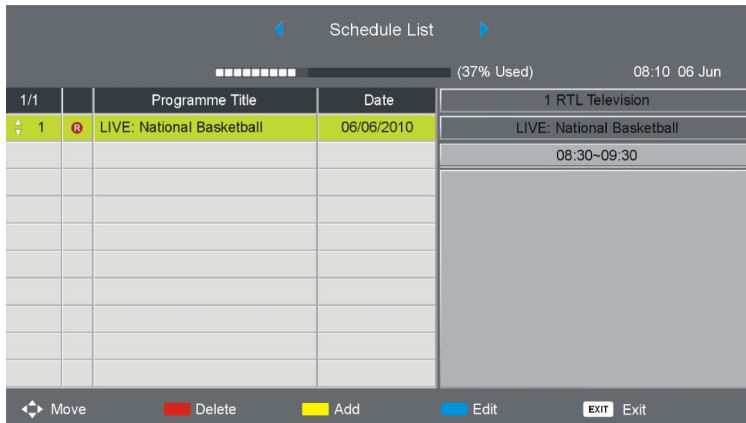 Schedule List
(37% Used) 08:10 06 Jun
1/1 Programme Title Date 1 RTL Television
1 R LIVE: National Basketball 06/06/2010 LIVE: National Basketball
08:30~09:30
Move Delete Add Edit EXIT Exit